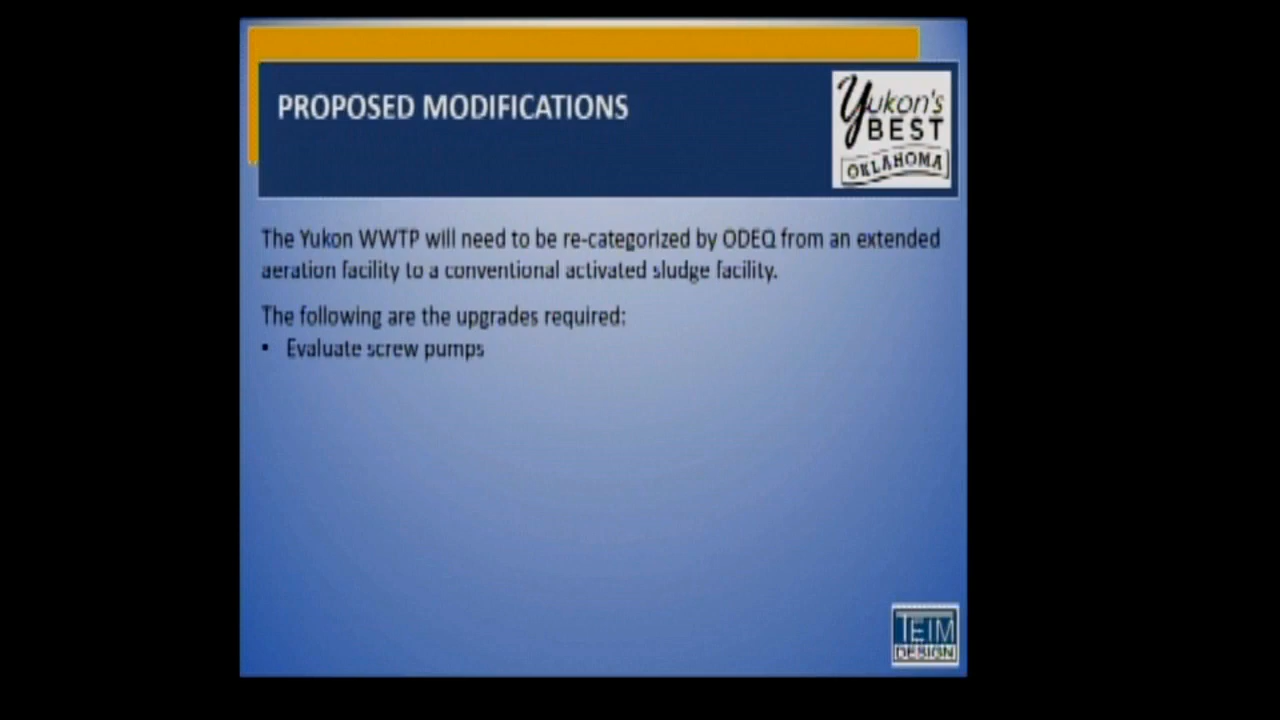 PROPOSED MODIFICATIONS
Yukon's
BEST
OKLAHOMA
The Yukon WWTP will need to be re-categorized by ODEQ from an extended
aeration facility to a conventional activated sludge facility.
The following are the upgrades required:
• Evaluate screw pumps
TEIM
DESIGN